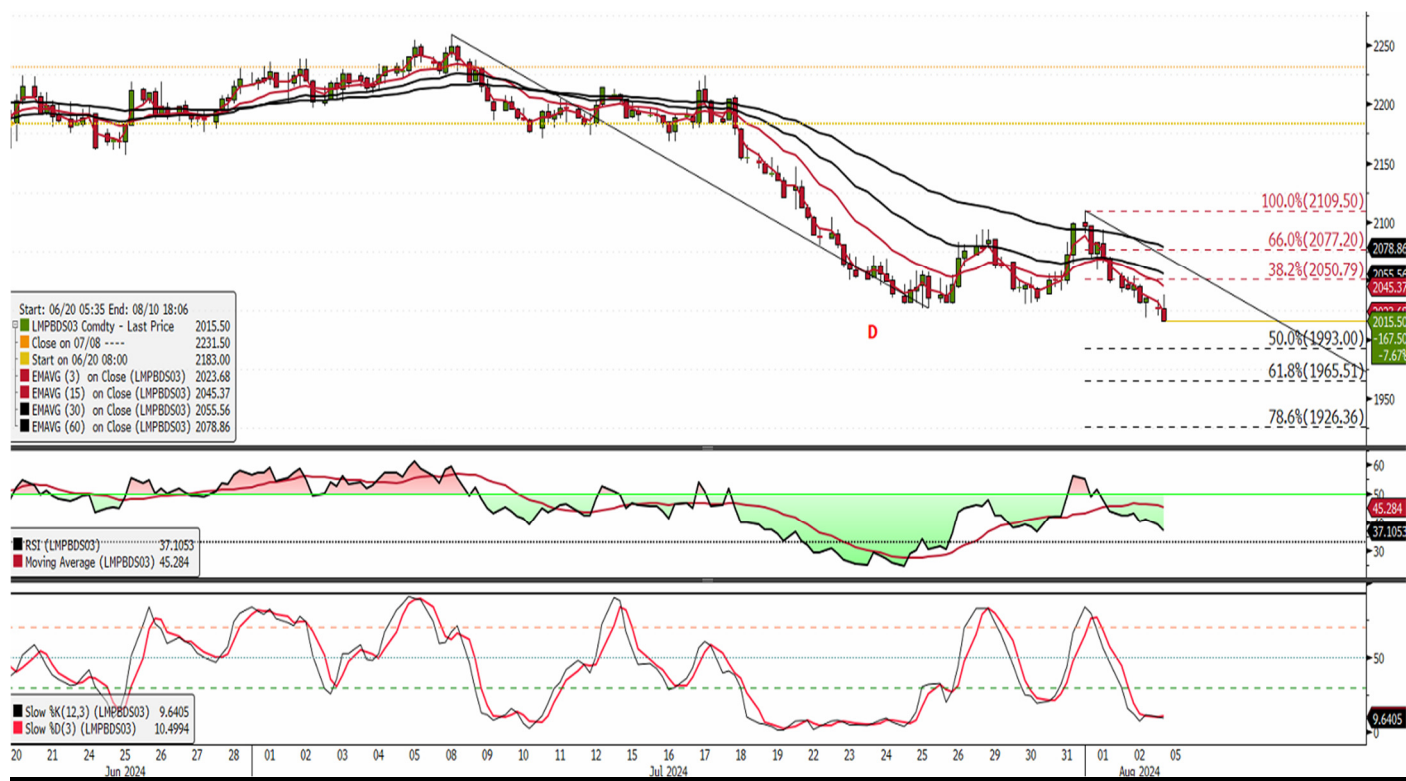 2250
2200
2150
2100
1950
100.0%(2109.50)
66.0%(2077.20)
38.2%(2050.79)
50.0%(1993.00)
61.8%(1965.51)
78.6%(1926.36)
2078.86
2055.56
2045.37
2015.50
-167.50
-7.67%
D
Start: 06/20 05:35 End: 08/10 18:06
LMPBDS03 Comdty - Last Price 2015.50
Close on 07/08 ---- 2231.50
Start on 06/20 08:00 2183.00
EMAVG (3) on Close (LMPBDS03) 2023.68
EMAVG (15) on Close (LMPBDS03) 2045.37
EMAVG (30) on Close (LMPBDS03) 2055.56
EMAVG (60) on Close (LMPBDS03) 2078.86
60
50
45.284
37.1053
30
RSI (LMPBDS03) 37.1053
Moving Average (LMPBDS03) 45.284
50
9.6405
0
Slow %K(12,3) (LMPBDS03) 9.6405
Slow %D(3) (LMPBDS03) 10.4994
20 21 24 25 26 27 28 01 02 03 04 05 08 09 10 11 12 15 16 17 18 19 22 23 24 25 26 29 30 31 01 02 05
Jun 2024 Jul 2024 Aug 2024